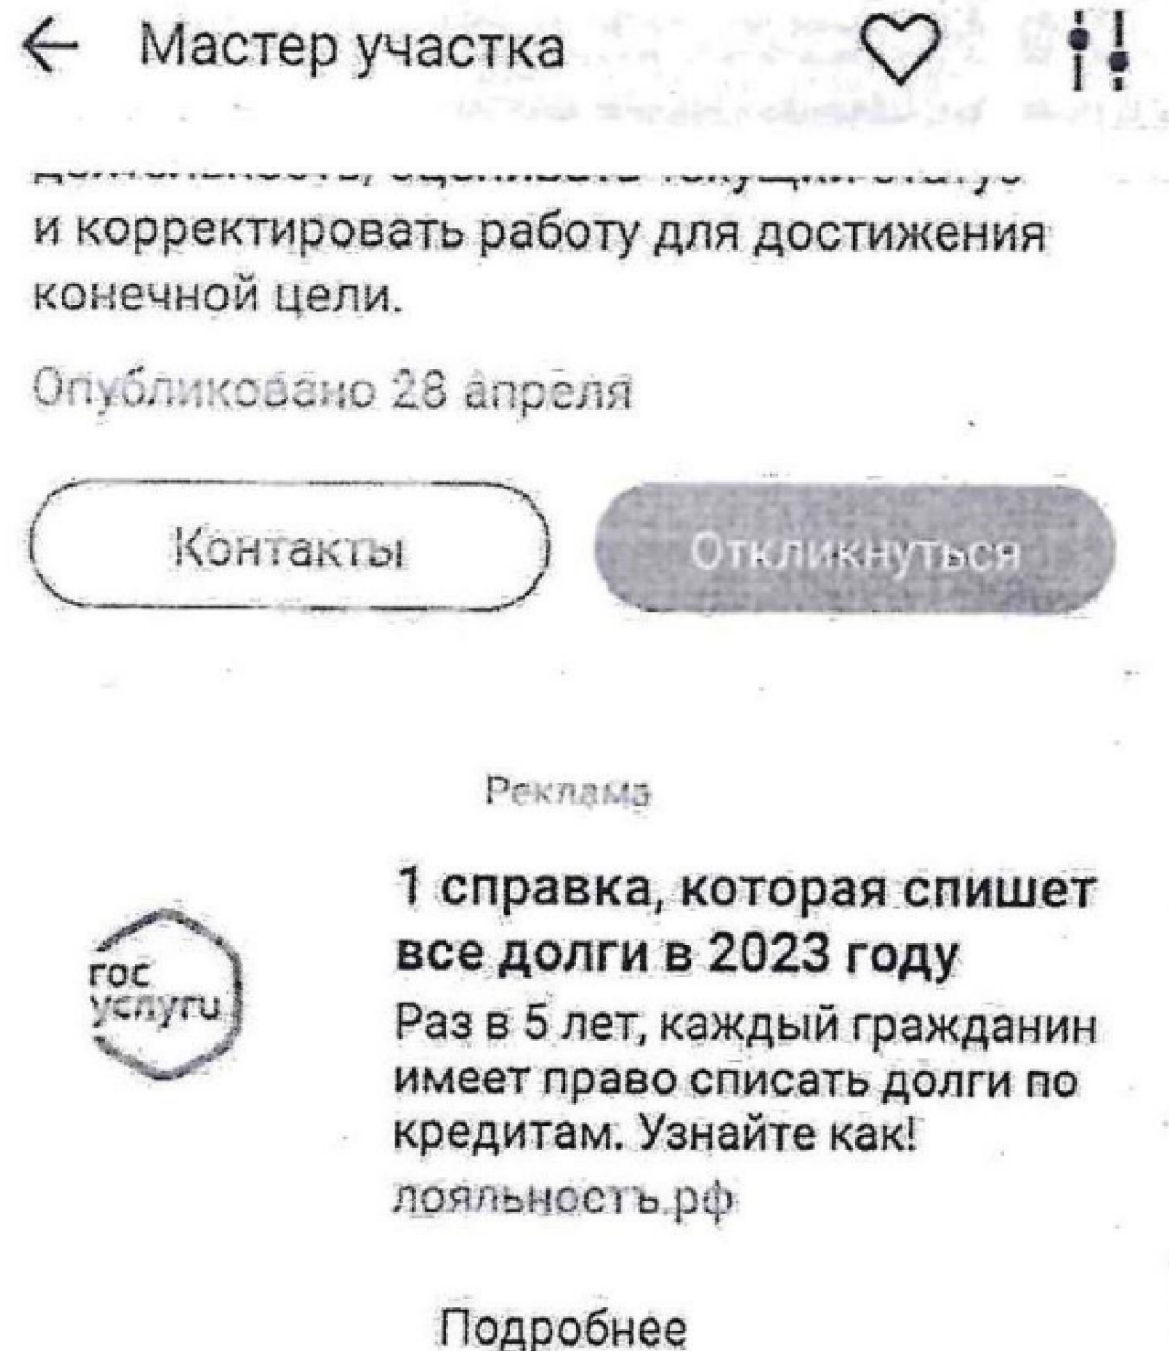 Мастер участка
и корректировать работу для достижения
конечной цели.
Опубликовано 28 апреля
Контакты
Откликнуться
Реклама
1 справка, которая спишет
все долги в 2023 году
гос
услуги
Раз в 5 лет, каждый гражданин
имеет право списать долги по
кредитам. Узнайте как!
лояльность.рф
Подробнее